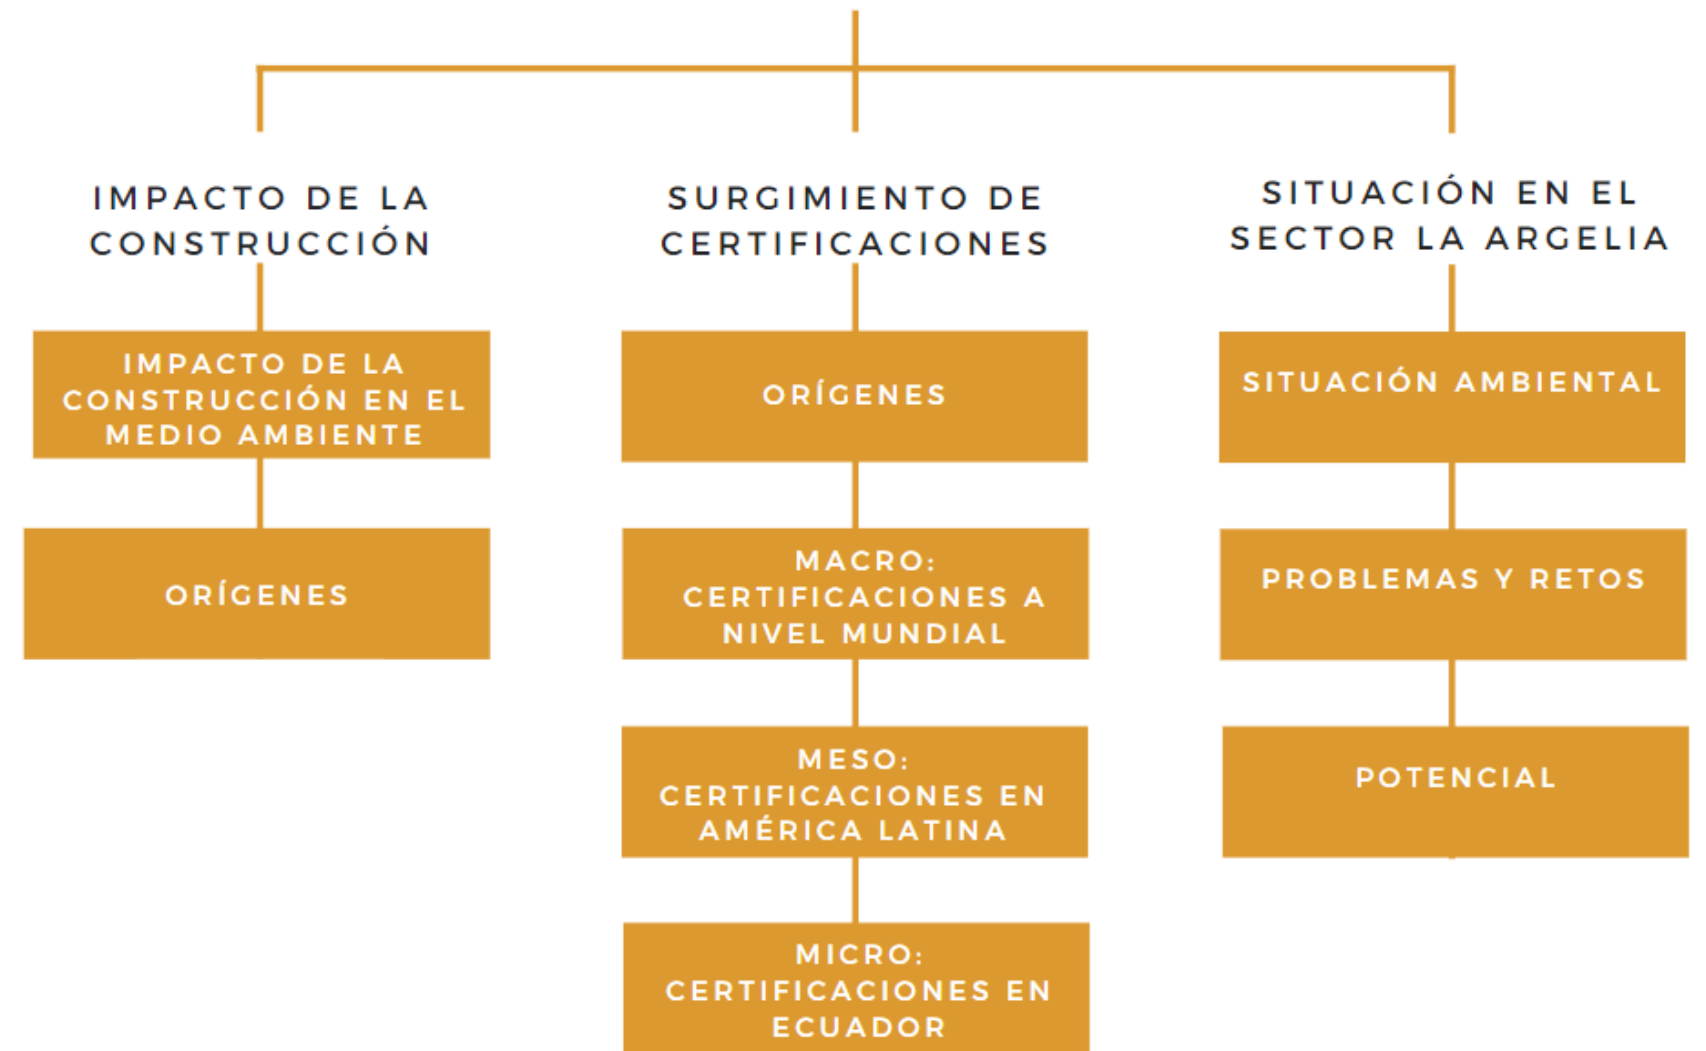 IMPACTO DE LA
CONSTRUCCIÓN
IMPACTO DE LA
CONSTRUCCIÓN EN EL
MEDIO AMBIENTE
ORÍGENES
SURGIMIENTO DE
CERTIFICACIONES
ORÍGENES
MACRO:
CERTIFICACIONES A
NIVEL MUNDIAL
MESO:
CERTIFICACIONES EN
AMÉRICA LATINA
MICRO:
CERTIFICACIONES EN
ECUADOR
SITUACIÓN EN EL
SECTOR LA ARGELIA
SITUACIÓN AMBIENTAL
PROBLEMAS Y RETOS
POTENCIAL